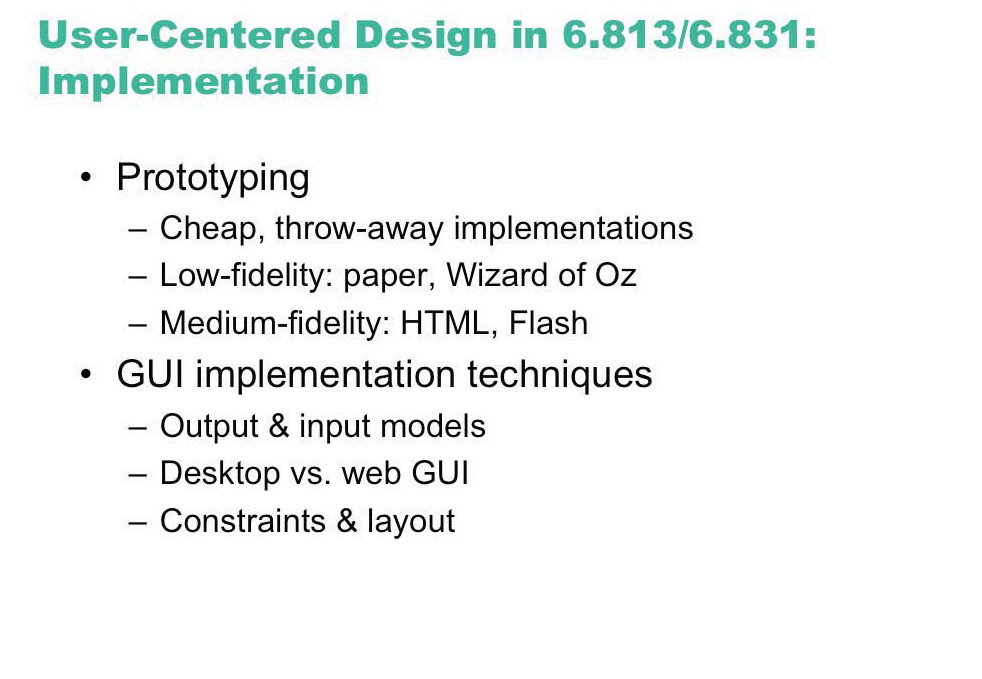 User-Centered Design in 6.813/6.831:
Implementation
• Prototyping
– Cheap, throw-away implementations
– Low-fidelity: paper, Wizard of Oz
– Medium-fidelity: HTML, Flash
• GUI implementation techniques
– Output & input models
– Desktop vs. web GUI
– Constraints & layout